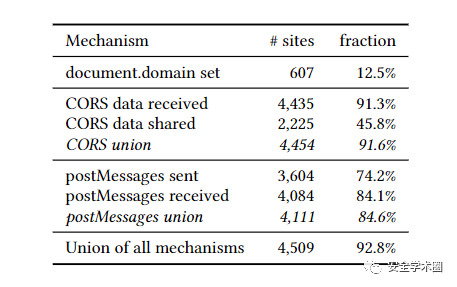 Mechanism # sites fraction
document.domain set 607 12.5%
CORS data received 4,435 91.3%
CORS data shared 2,225 45.8%
CORS union 4,454 91.6%
postMessages sent 3,604 74.2%
postMessages received 4,084 84.1%
postMessages union 4,111 84.6%
Union of all mechanisms 4,509 92.8%
安全学术圈